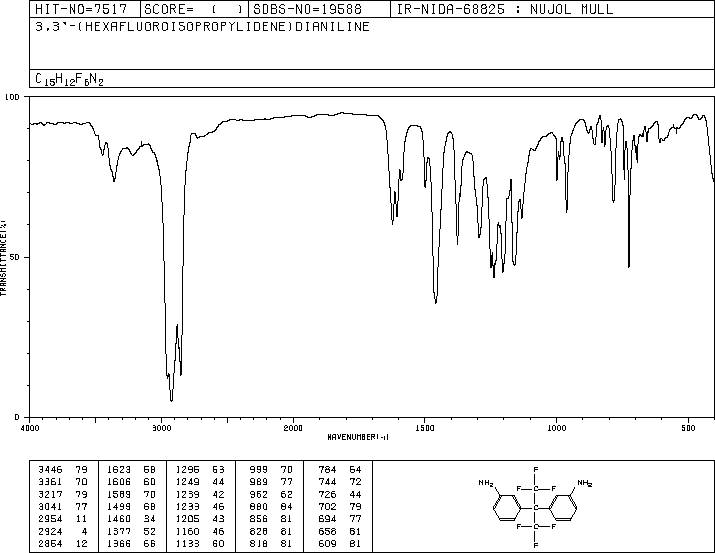 HIT-NO=7517 SCORE= ( ) SDBS-NO=19588 IR-NIDA-68825 : NUJOL MULL
3,3'-(HEXAFLUOROISOPROPYLIDENE)DIANILINE
C15H12F6N2
100
50
0
TRANSMITTANCE(%)
4000 3000 2000 1500 1000 500
WAVENUMBER(-1)
3446 79 1623 58 1296 53 999 70 784 64
3361 70 1606 60 1249 44 989 77 744 72
3217 79 1589 70 1239 42 962 62 726 44
3041 77 1499 68 1233 46 880 84 702 79
2954 11 1460 34 1205 43 856 81 694 77
2924 4 1377 52 1160 46 828 81 658 81
2854 12 1366 66 1133 60 818 81 609 81
F
NH2 NH2
F C F
C
F C F
F